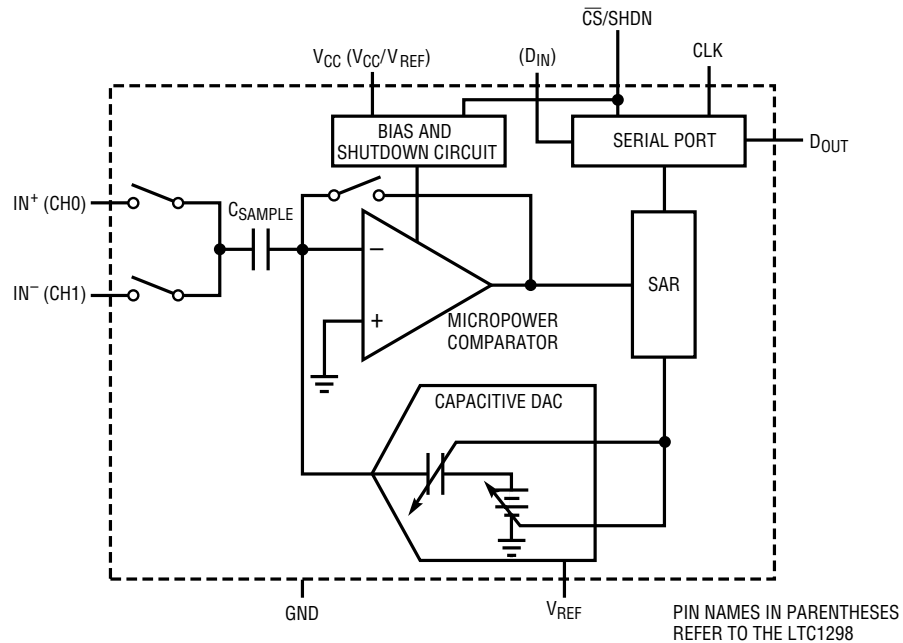 C̅S̅/SHDN
VCC (VCC/VREF)
(DIN)
CLK
BIAS AND
SHUTDOWN CIRCUIT
SERIAL PORT
DOUT
IN+ (CH0)
CSAMPLE
IN– (CH1)
–
+
SAR
MICROPOWER
COMPARATOR
CAPACITIVE DAC
GND
VREF
PIN NAMES IN PARENTHESES
REFER TO THE LTC1298